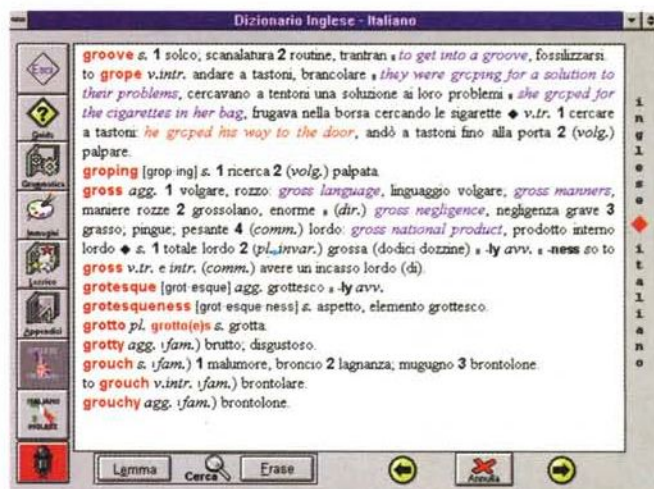 Dizionario Inglese - Italiano
Esci
Guida
Grammatica
Immagini
Lessico
Appendici
ITALIANO
INGLESE
groove s. 1 solco; scanalatura 2 routine, trantran ▪ to get into a groove, fossilizzarsi.
to grope v.intr. andare a tastoni, brancolare ▪ they were groping for a solution to
their problems, cercavano a tentoni una soluzione ai loro problemi ▪ she groped for
the cigarettes in her bag, frugava nella borsa cercando le sigarette ◆ v.tr. 1 cercare
a tastoni: he groped his way to the door, andò a tastoni fino alla porta 2 (volg.)
palpare.
groping [grop·ing] s. 1 ricerca 2 (volg.) palpata.
gross agg. 1 volgare, rozzo: gross language, linguaggio volgare; gross manners,
maniere rozze 2 grossolano, enorme ▪ (dir.) gross negligence, negligenza grave 3
grasso; pingue; pesante 4 (comm.) lordo: gross national product, prodotto interno
lordo ◆ s. 1 totale lordo 2 (pl. invar.) grossa (dodici dozzine) ▪ -ly avv. ▪ -ness so to
gross v.tr. e intr. (comm.) avere un incasso lordo (di).
grotesque [grot·esque] agg. grottesco ▪ -ly avv.
grotesqueness [grot·esque·ness] s. aspetto, elemento grottesco.
grotto pl. grotto(e)s s. grotta.
grotty agg. (fam.) brutto; disgustoso.
grouch s. (fam.) 1 malumore, broncio 2 lagnanza; mugugno 3 brontolone.
to grouch v.intr. (fam.) brontolare.
grouchy agg. (fam.) brontolone.
inglese ◆ italiano
Lemma
Cerca
Frase
Annulla